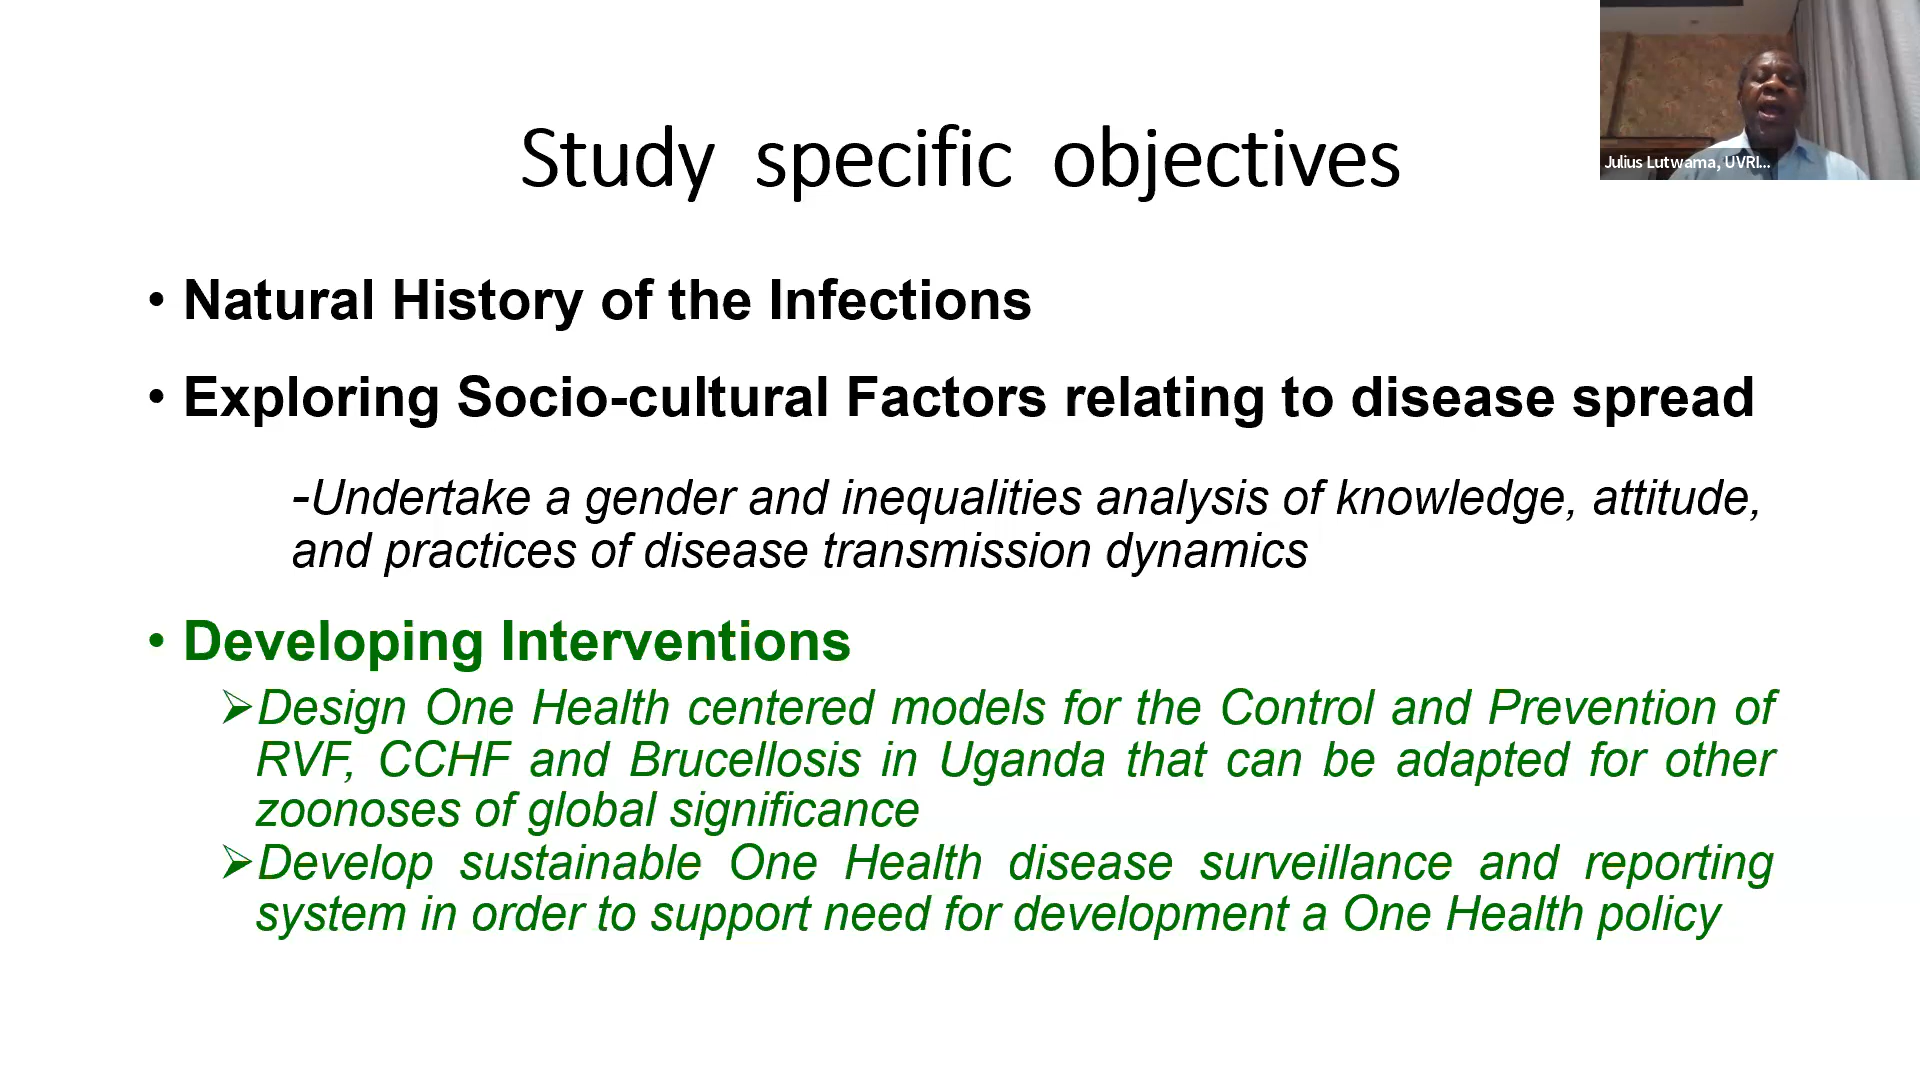 Study specific objectives
Julius Lutwama, UVRI...
• Natural History of the Infections
• Exploring Socio-cultural Factors relating to disease spread
-Undertake a gender and inequalities analysis of knowledge, attitude,
and practices of disease transmission dynamics
• Developing Interventions
➢Design One Health centered models for the Control and Prevention of
RVF, CCHF and Brucellosis in Uganda that can be adapted for other
zoonoses of global significance
➢Develop sustainable One Health disease surveillance and reporting
system in order to support need for development a One Health policy